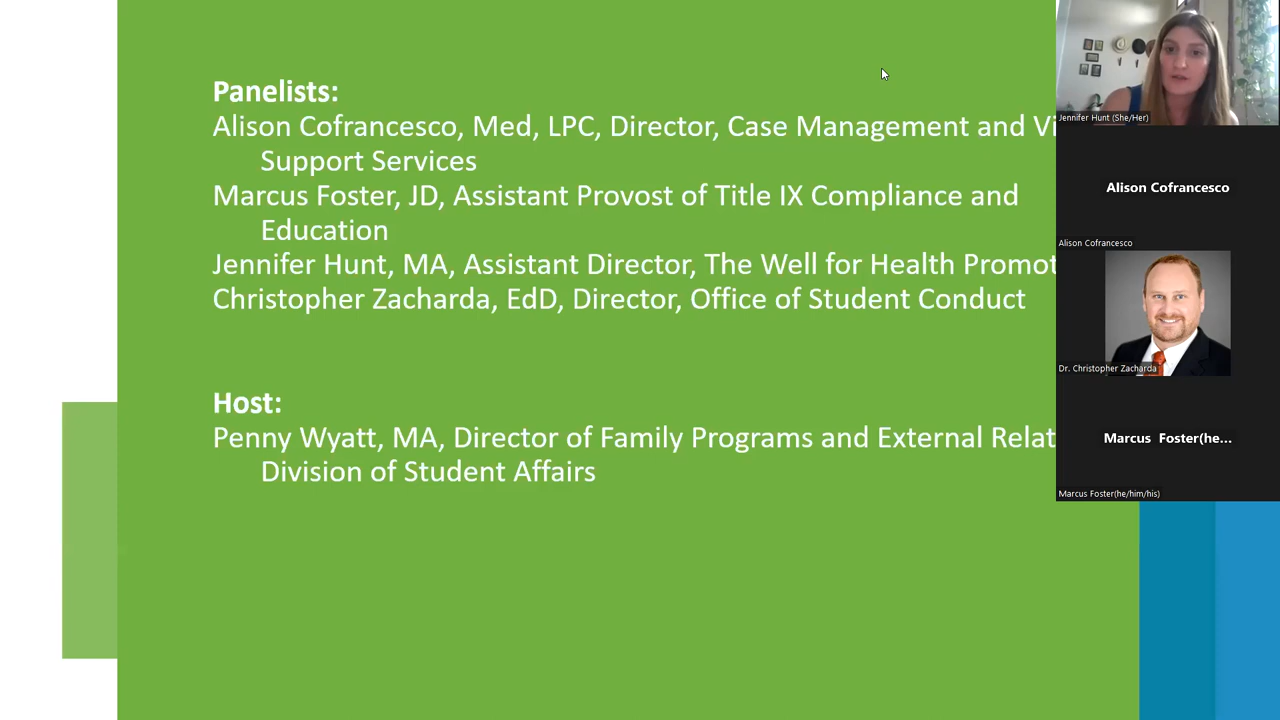 Panelists:
Alison Cofrancesco, Med, LPC, Director, Case Management and
Support Services
Marcus Foster, JD, Assistant Provost of Title IX Compliance and
Education
Jennifer Hunt, MA, Assistant Director, The Well for Health
Christopher Zacharda, EdD, Director, Office of Student Conduct
Host:
Penny Wyatt, MA, Director of Family Programs and External
Division of Student Affairs
Jennifer Hunt (She/Her)
Alison Cofrancesco
Alison Cofrancesco
Dr. Christopher Zacharda
Marcus Foster(he...
Marcus Foster(he/him/his)